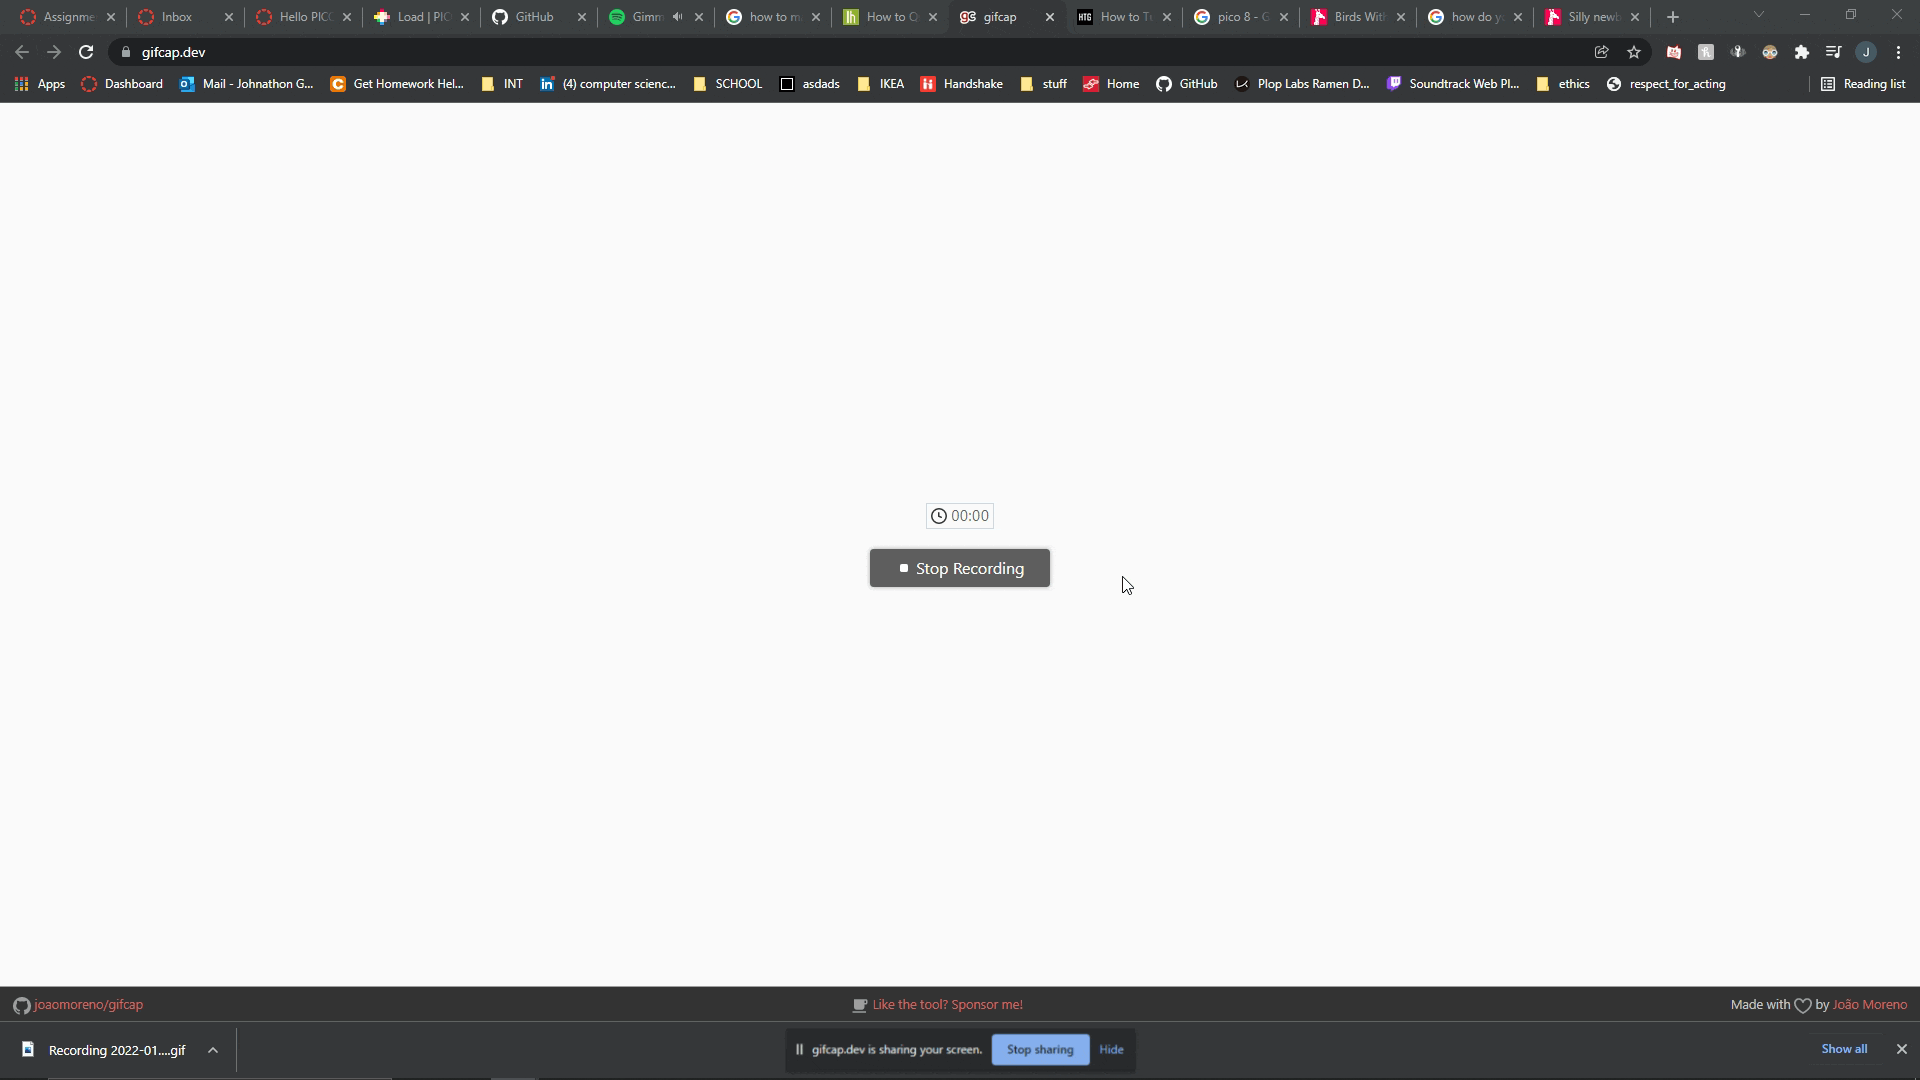 Assignme Inbox Hello PIC Load | PIC GitHub Gimm how to m How to Q gc gifcap HTG How to T pico 8 - G Birds Wit how do y Silly newb
gifcap.dev J
Apps Dashboard Mail - Johnathon G... Get Homework Hel... INT (4) computer scienc... SCHOOL asdads IKEA Handshake stuff Home GitHub Plop Labs Ramen D... Soundtrack Web Pl... ethics respect_for_acting Reading list
00:00
Stop Recording
joaomoreno/gifcap Like the tool? Sponsor me! Made with by João Moreno
Recording 2022-01....gif gifcap.dev is sharing your screen. Stop sharing Hide Show all